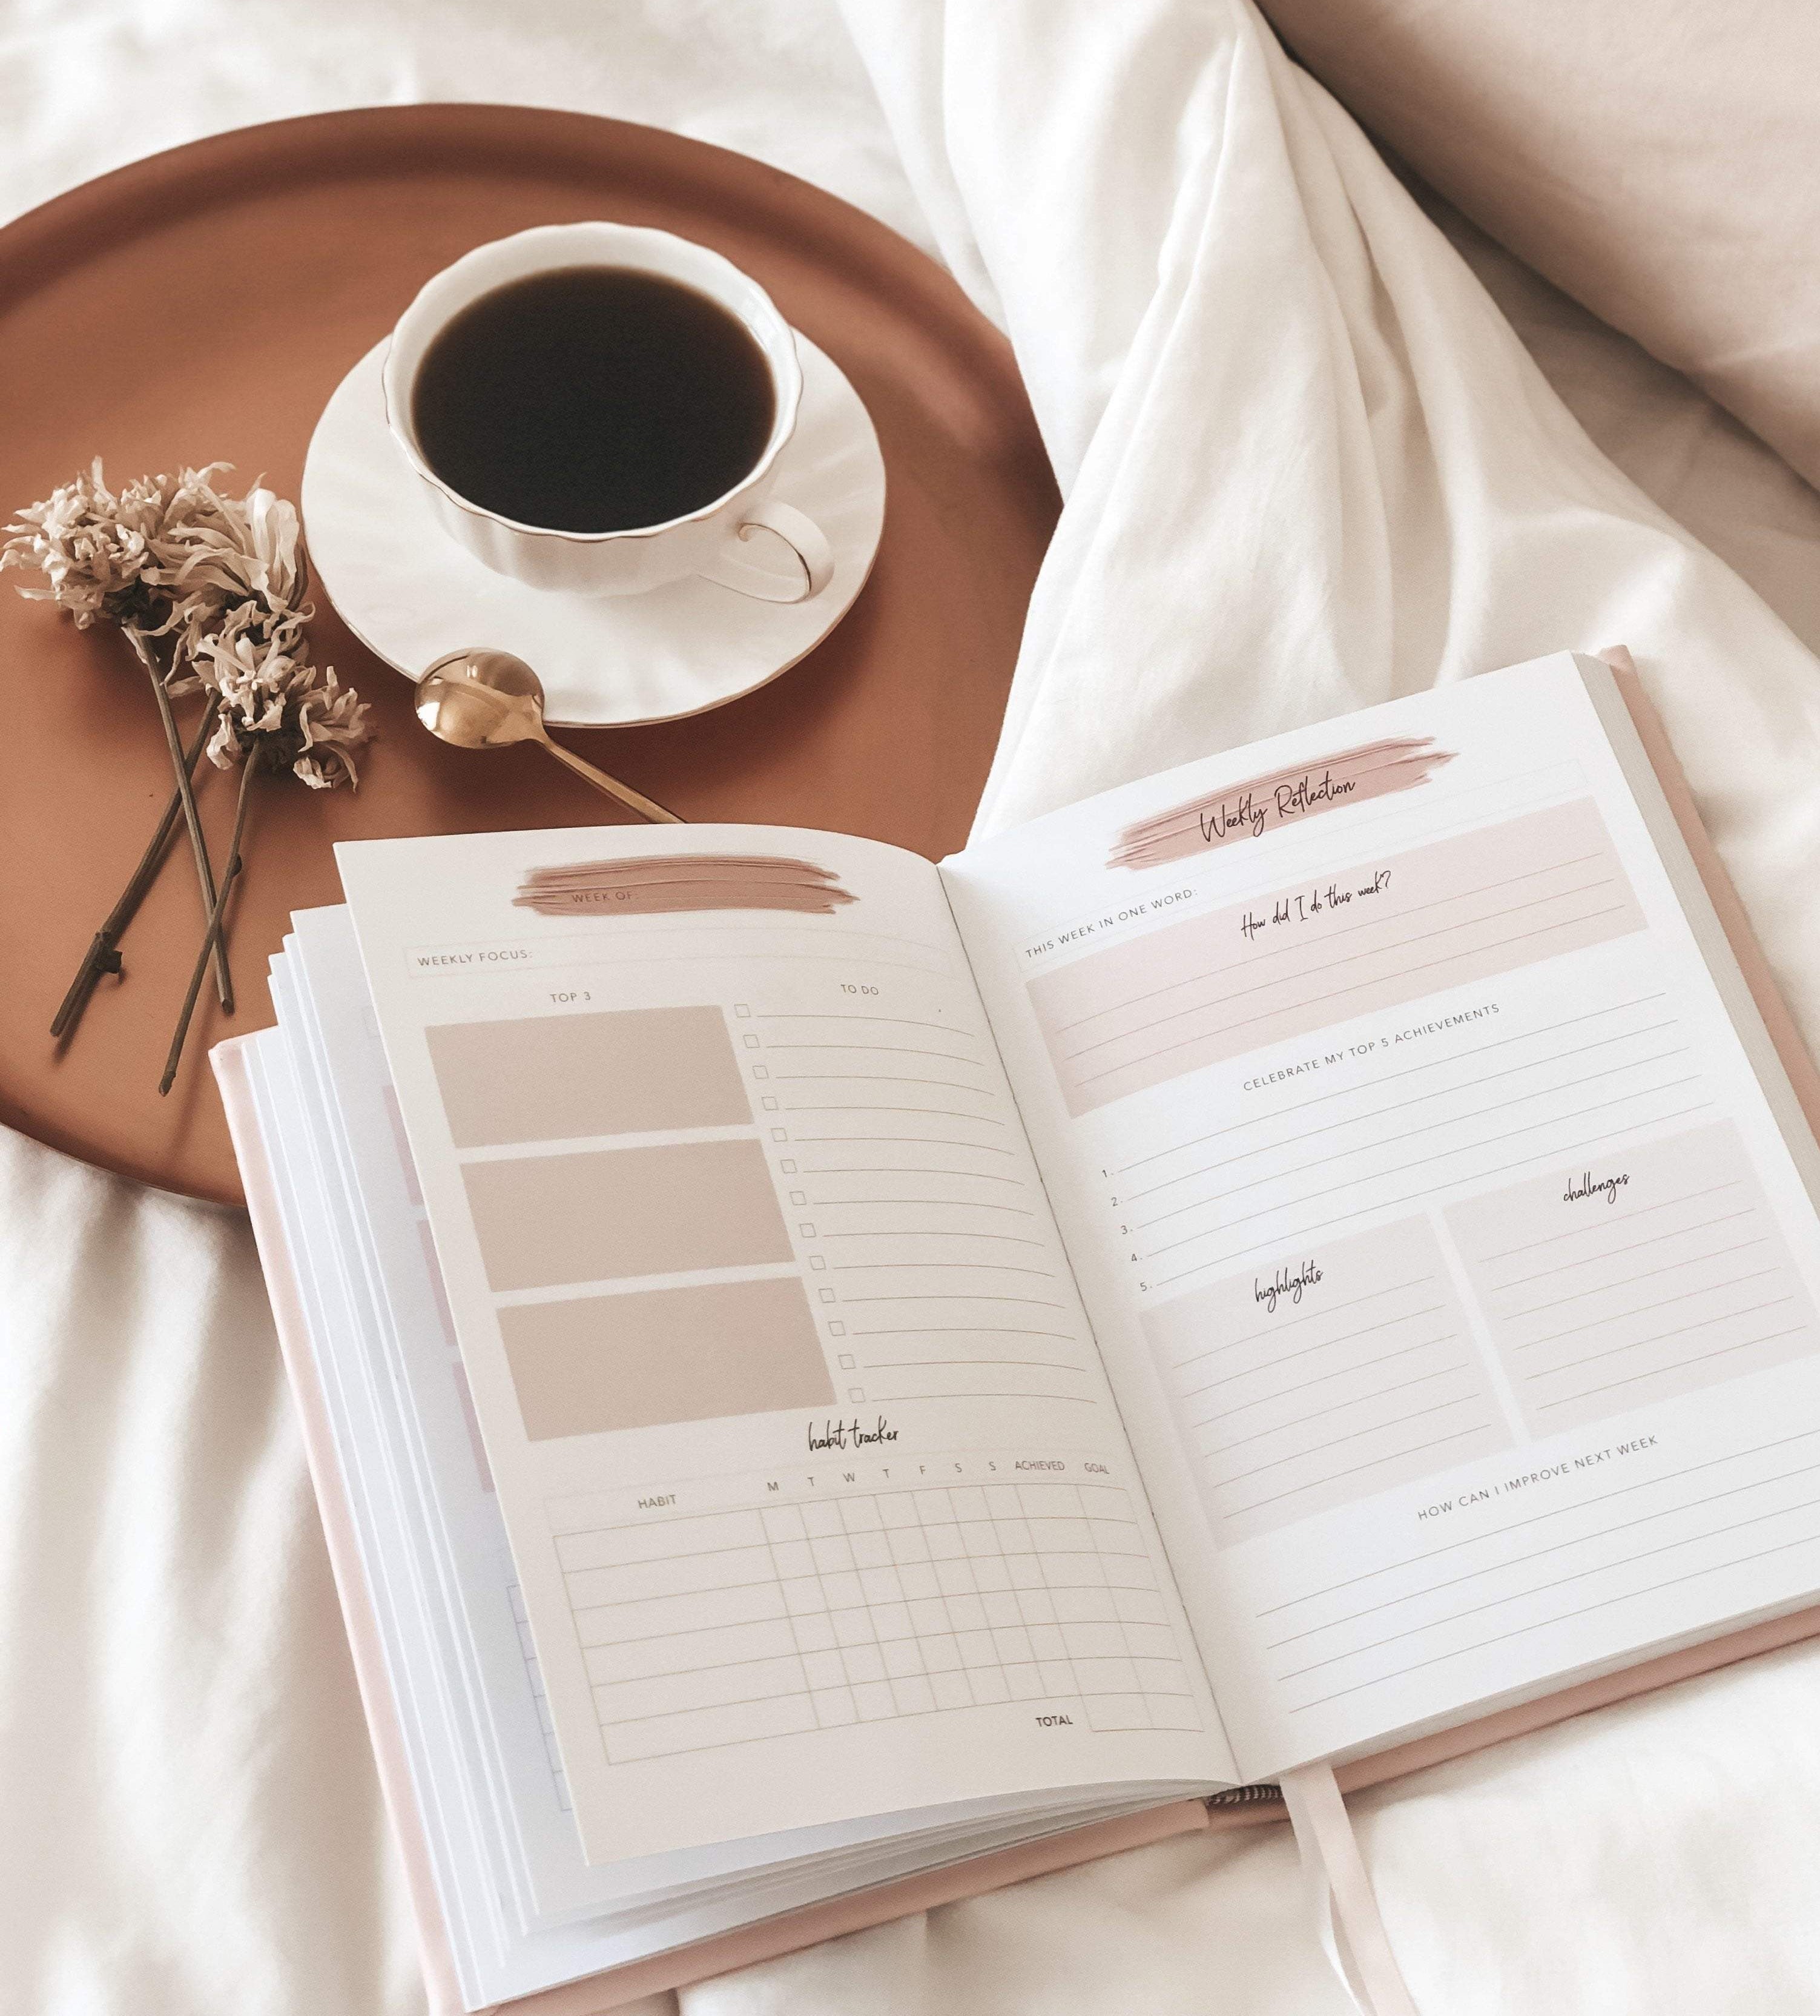 WEEK OF:
WEEKLY FOCUS:
TOP 3
TO DO
habit tracker
HABIT M T W T F S S ACHIEVED GOAL
TOTAL
Weekly Reflection
THIS WEEK IN ONE WORD:
How did I do this week?
CELEBRATE MY TOP 5 ACHIEVEMENTS
1.
2.
3.
4.
5.
highlights
challenges
HOW CAN I IMPROVE NEXT WEEK